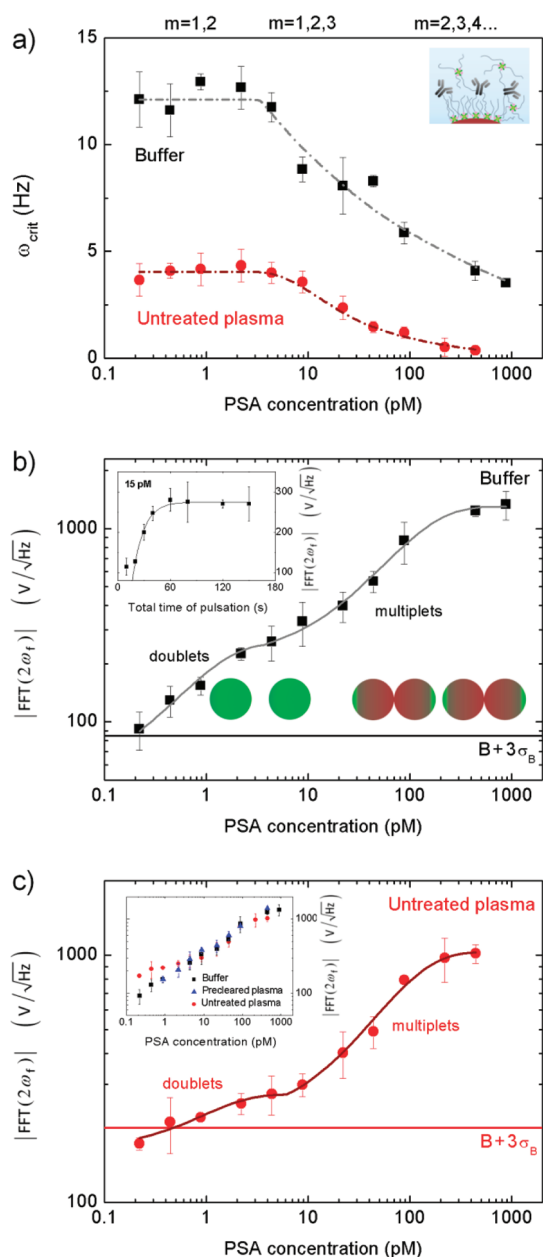 m=1,2 m=1,2,3 m=2,3,4...
a)
15
10
5
0
ω_crit (Hz)
Buffer
Untreated plasma
0.1 1 10 100 1000
PSA concentration (pM)
b)
Buffer
1000
100
|FFT(2ω_f)| (V/√Hz)
15 pM
300
200
100
|FFT(2ω_f)| (V/√Hz)
0 60 120 180
Total time of pulsation (s)
doublets
multiplets
B+3σ_B
0.1 1 10 100 1000
PSA concentration (pM)
c)
Untreated plasma
1000
100
|FFT(2ω_f)| (V/√Hz)
1000
100
|FFT(2ω_f)| (V/√Hz)
Buffer
Precleared plasma
Untreated plasma
0.1 1 10 100 1000
PSA concentration (pM)
doublets
multiplets
B+3σ_B
0.1 1 10 100 1000
PSA concentration (pM)